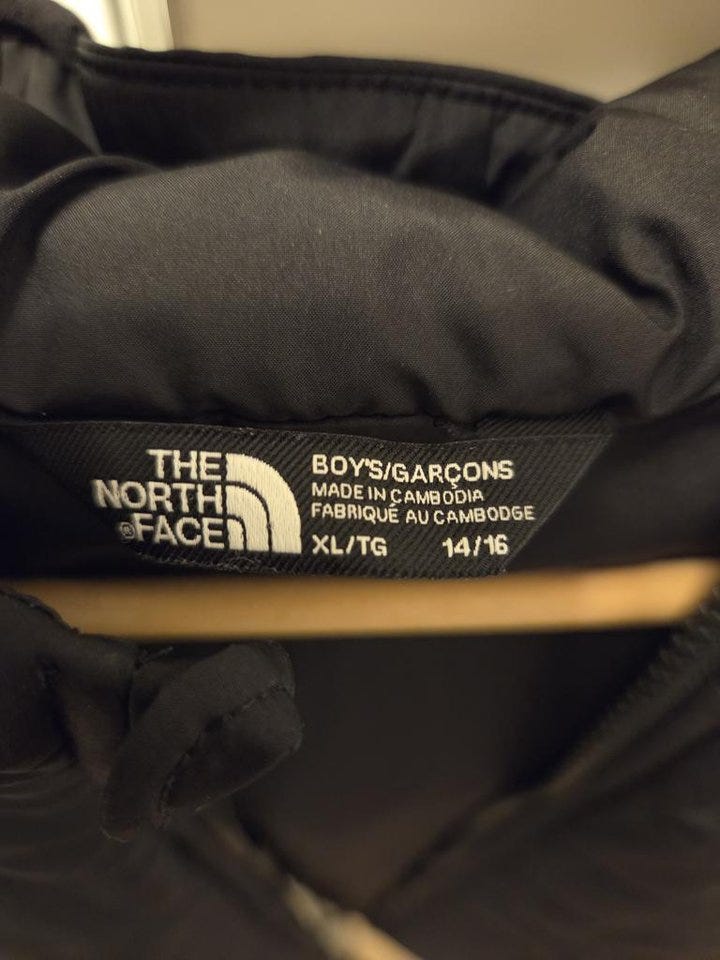 THE
NORTH
®FACE
BOY'S/GARÇONS
MADE IN CAMBODIA
FABRIQUÉ AU CAMBODGE
XL/TG 14/16